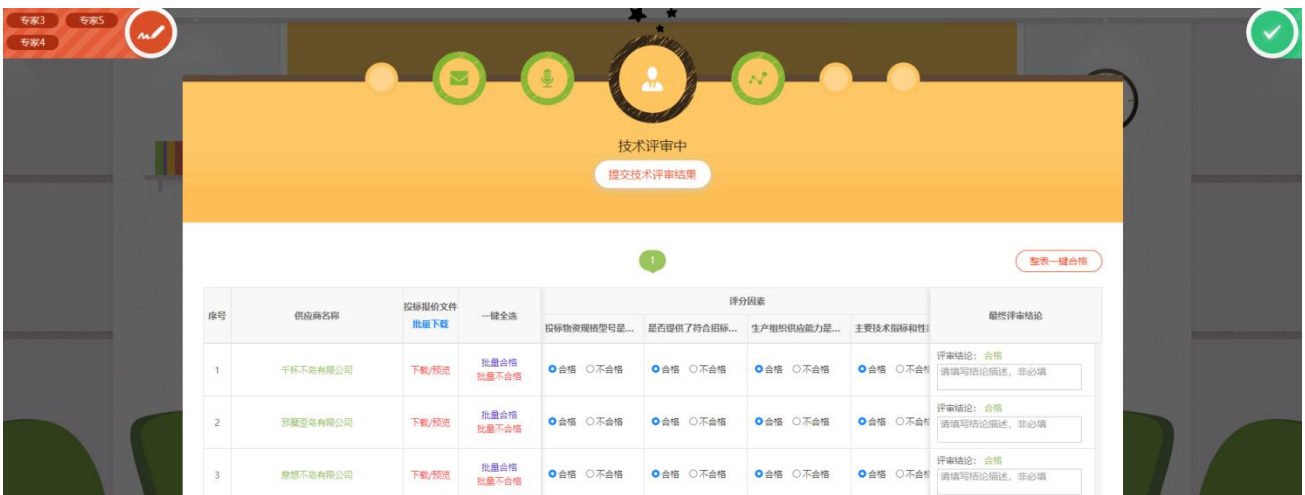 专家3 专家5
专家4
技术评审中
提交技术评审结果
1
整表一键合格
序号 供应商名称 投标报价文件 批量下载 一键全选 评分因素 最终评审结论
投标物资规格型号是... 是否提供了符合招标... 生产组织供应能力是... 主要技术指标和性
1 千杯不岛有限公司 下载/预览 批量合格 批量不合格 合格 不合格 合格 不合格 合格 不合格 合格 不合格 评审结论: 合格
请填写结论描述，非必填
2 邪魔歪岛有限公司 下载/预览 批量合格 批量不合格 合格 不合格 合格 不合格 合格 不合格 合格 不合格 评审结论: 合格
请填写结论描述，非必填
3 不岛有限公司 下载/预览 批量合格 批量不合格 合格 不合格 合格 不合格 合格 不合格 合格 不合格 评审结论: 合格
请填写结论描述，非必填